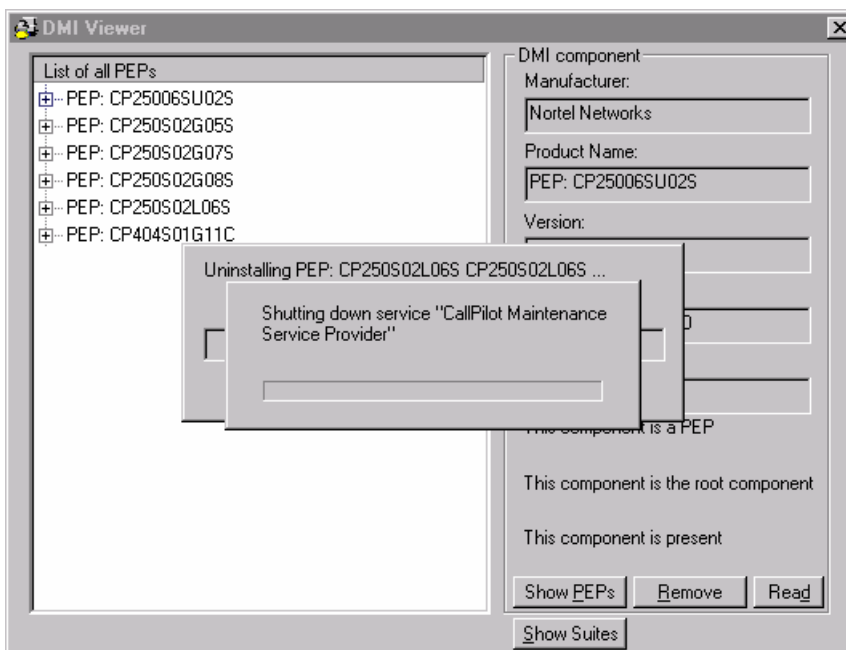 DMI Viewer
List of all PEPs
PEP: CP25006SU02S
PEP: CP250S02G05S
PEP: CP250S02G07S
PEP: CP250S02G08S
PEP: CP250S02L06S
PEP: CP404S01G11C
Uninstalling PEP: CP250S02L06S CP250S02L06S ...
Shutting down service "CallPilot Maintenance
Service Provider"
DMI component
Manufacturer:
Nortel Networks
Product Name:
PEP: CP25006SU02S
Version:
This component is a PEP
This component is the root component
This component is present
Show PEPs
Remove
Read
Show Suites